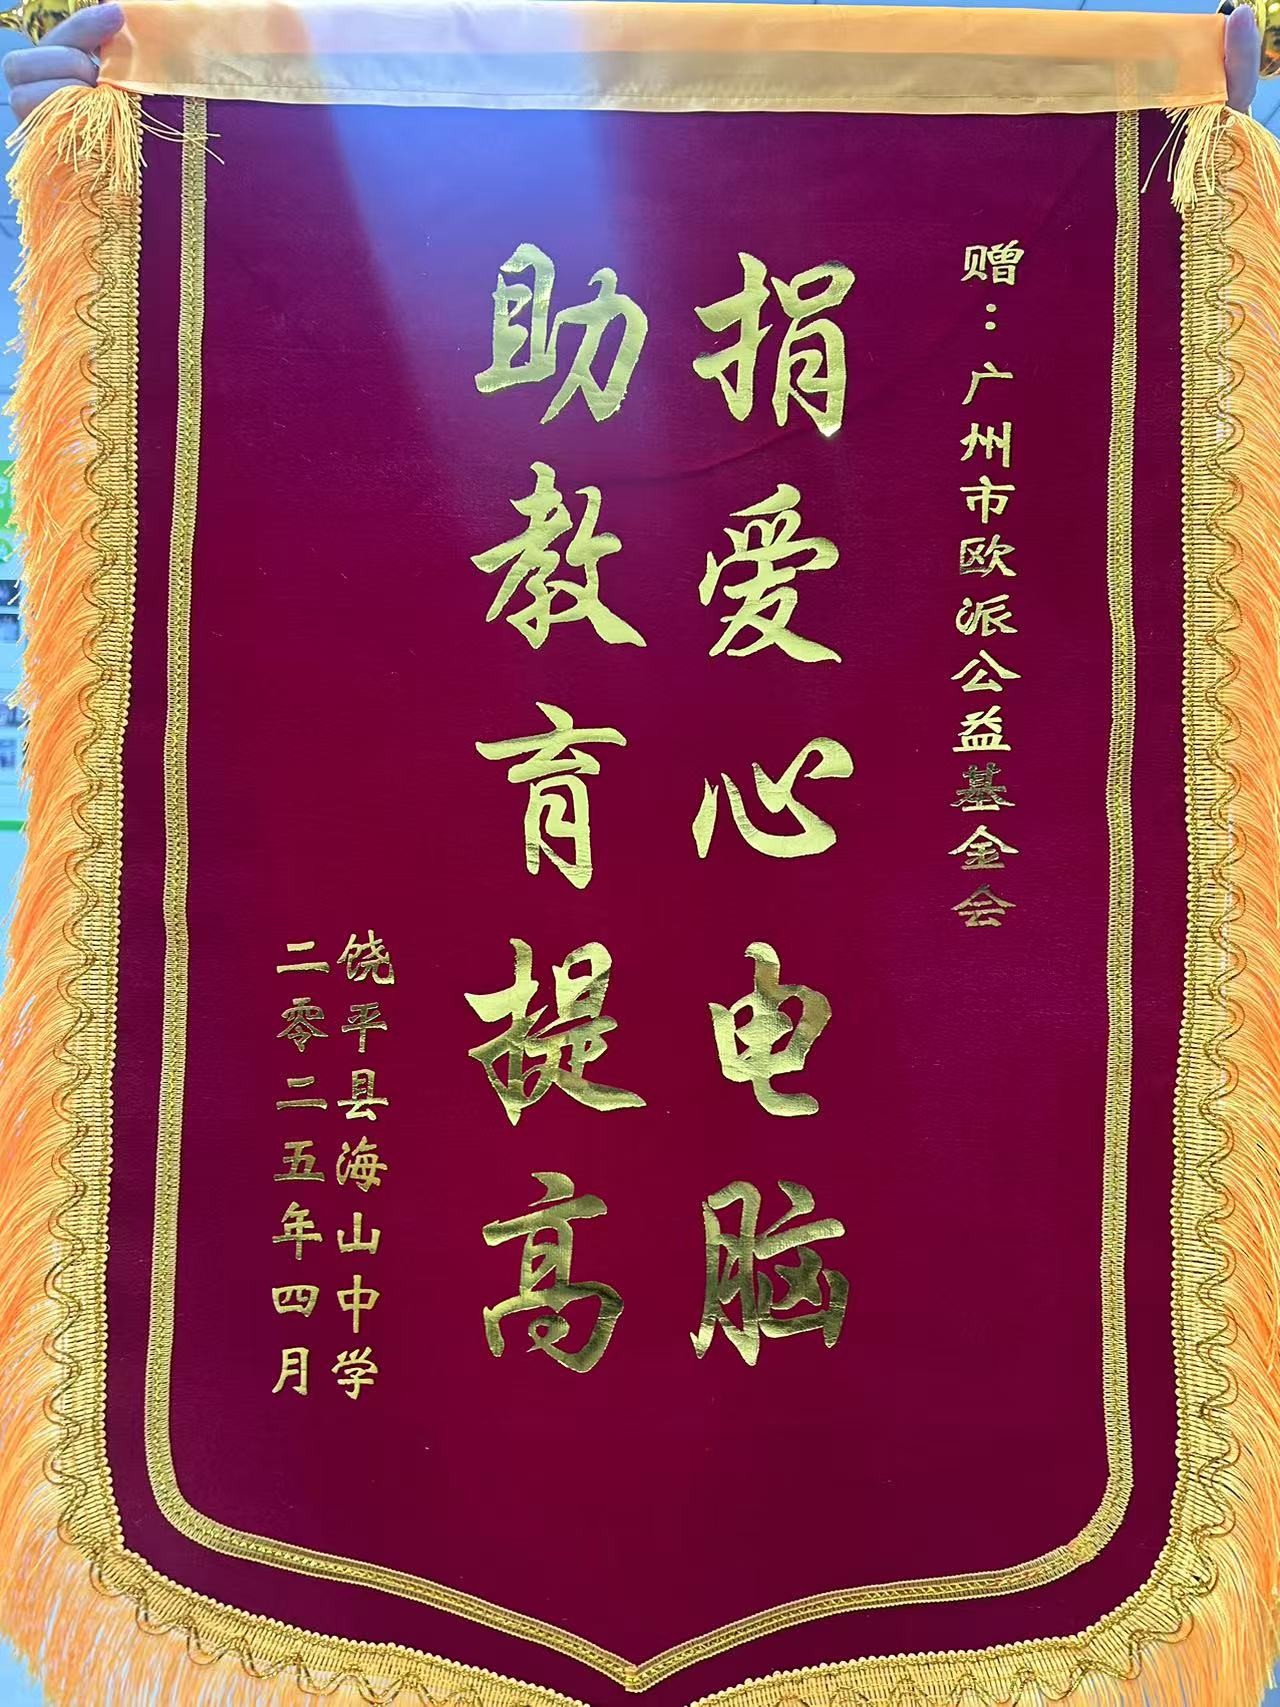 赠：广州市欧派公益基金会
捐爱心电脑
助教育提高
饶平县海山中学
二零二五年四月